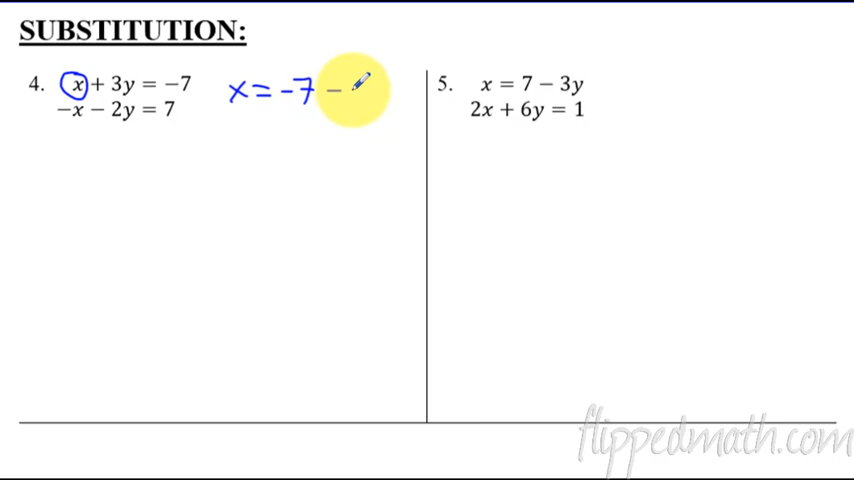 SUBSTITUTION:
4. x + 3y = −7
−x − 2y = 7
x = -7 -
5. x = 7 − 3y
2x + 6y = 1
flippedmath.com